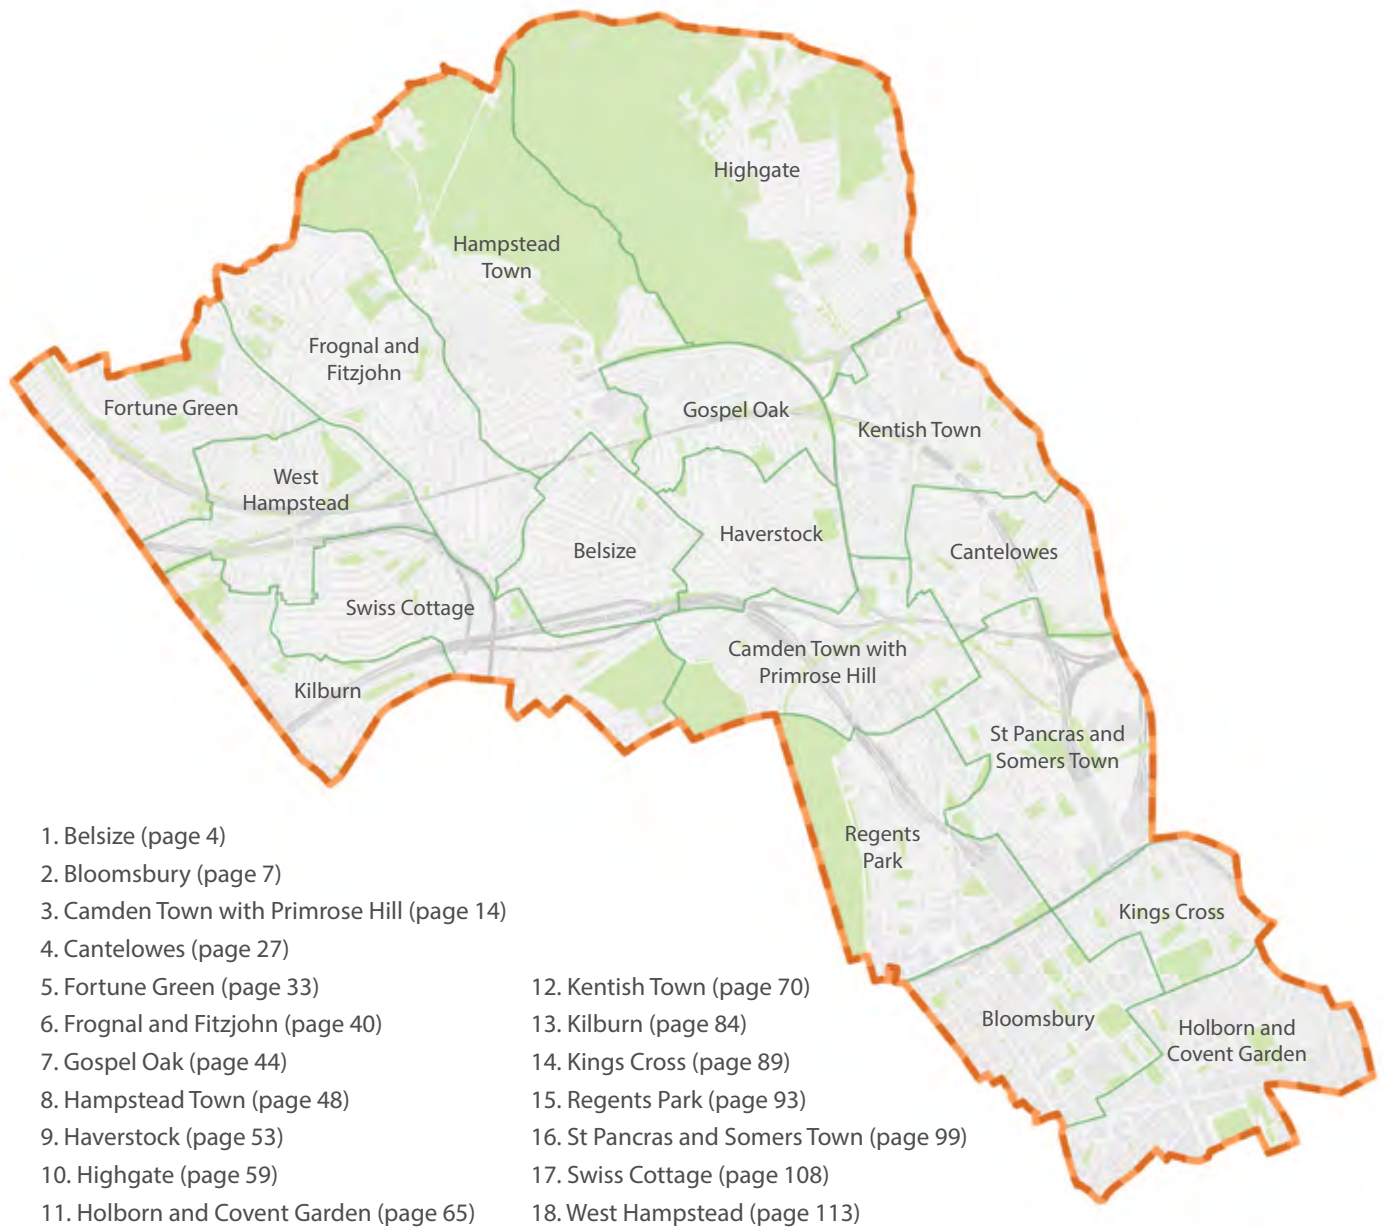 Highgate
Hampstead
Town
Frognal and
Fitzjohn
Fortune Green
Gospel Oak
Kentish Town
West
Hampstead
Haverstock
Belsize
Cantelowes
Swiss Cottage
Camden Town with
Primrose Hill
Kilburn
St Pancras and
Somers Town
Regents
Park
Kings Cross
Bloomsbury
Holborn and
Covent Garden
1. Belsize (page 4)
2. Bloomsbury (page 7)
3. Camden Town with Primrose Hill (page 14)
4. Cantelowes (page 27)
5. Fortune Green (page 33)
6. Frognal and Fitzjohn (page 40)
7. Gospel Oak (page 44)
8. Hampstead Town (page 48)
9. Haverstock (page 53)
10. Highgate (page 59)
11. Holborn and Covent Garden (page 65)
12. Kentish Town (page 70)
13. Kilburn (page 84)
14. Kings Cross (page 89)
15. Regents Park (page 93)
16. St Pancras and Somers Town (page 99)
17. Swiss Cottage (page 108)
18. West Hampstead (page 113)